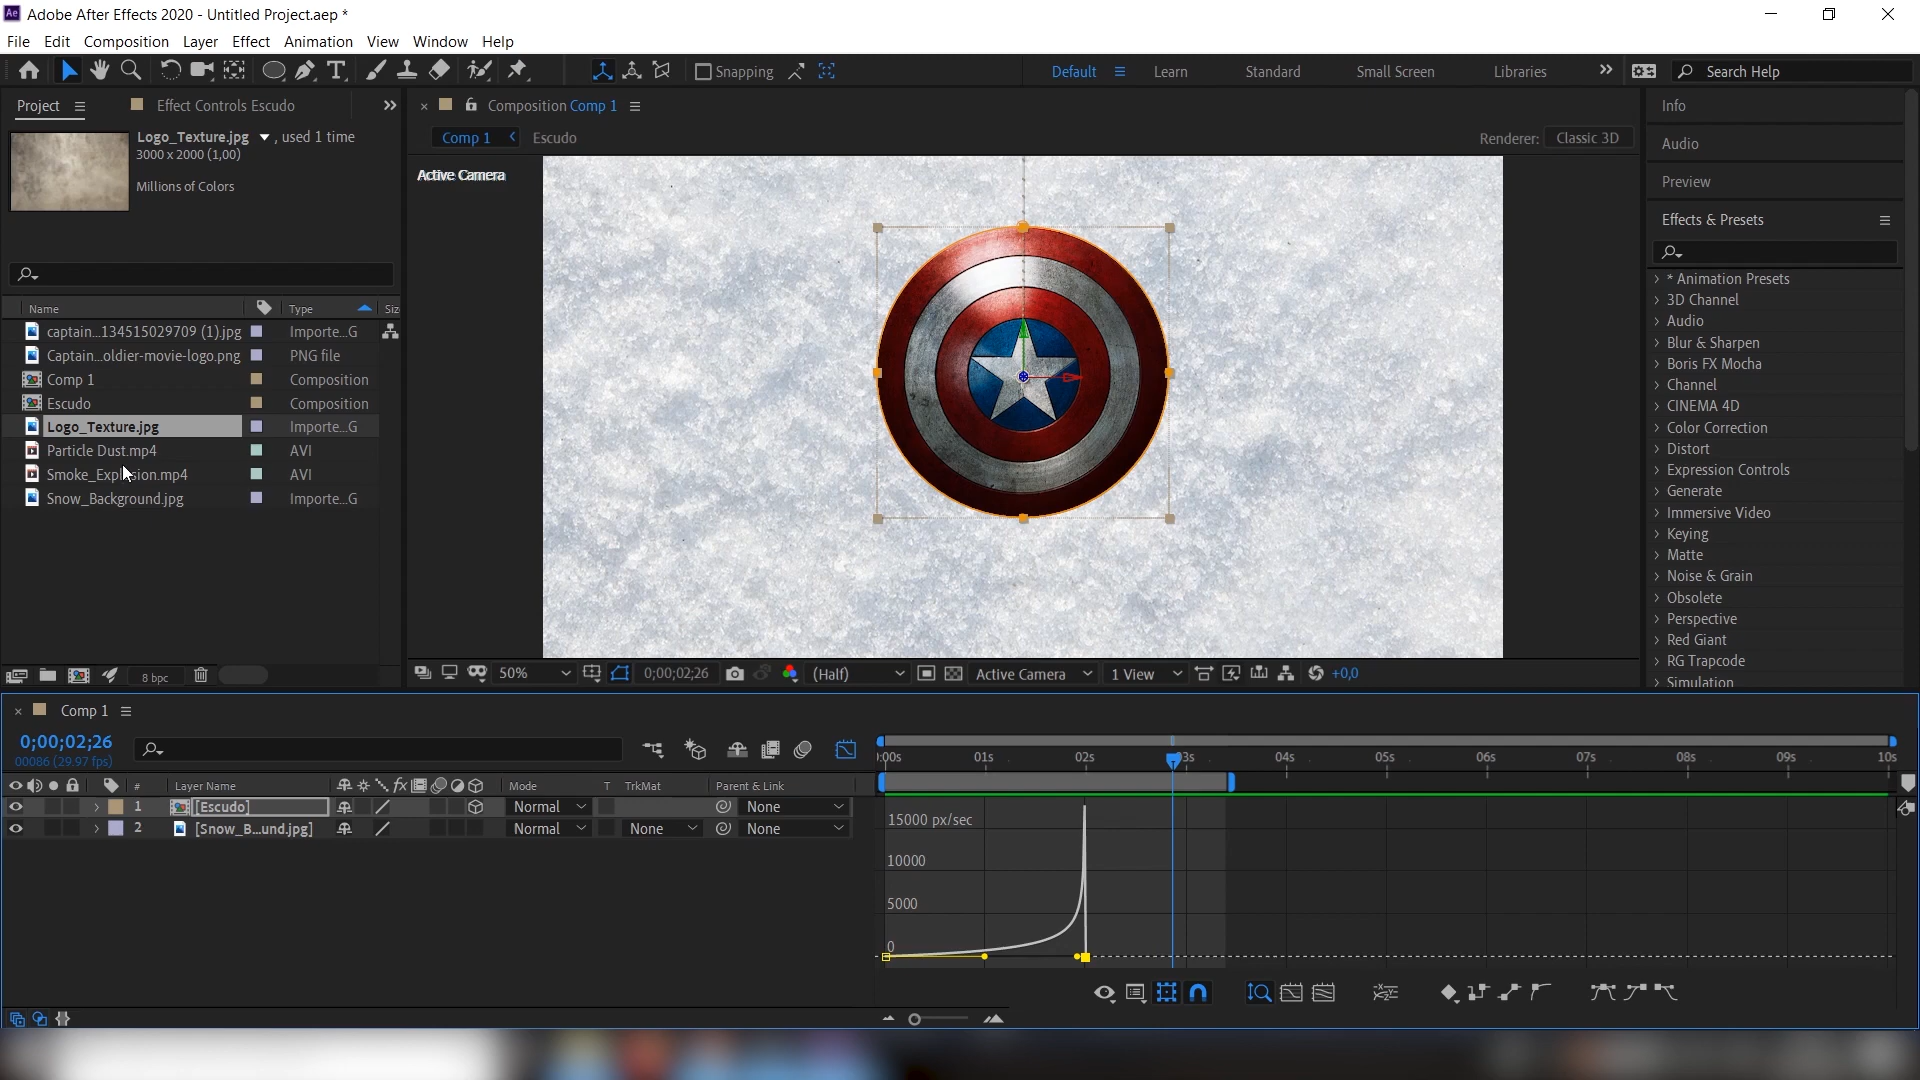 Adobe After Effects 2020 - Untitled Project.aep *
File Edit Composition Layer Effect Animation View Window Help
Snapping
Default Learn Standard Small Screen Libraries Search Help
Project Effect Controls Escudo
Logo_Texture.jpg , used 1 time
3000 x 2000 (1,00)
Millions of Colors
Name Type Siz
captain...134515029709 (1).jpg Importe...G
Captain...oldier-movie-logo.png PNG file
Comp 1 Composition
Escudo Composition
Logo_Texture.jpg Importe...G
Particle Dust.mp4 AVI
Smoke_Explosion.mp4 AVI
Snow_Background.jpg Importe...G
8 bpc
Composition Comp 1
Comp 1 Escudo
Renderer: Classic 3D
Active Camera
50% 0;00;02;26 (Half) Active Camera 1 View +0,0
Info
Audio
Preview
Effects & Presets
* Animation Presets
3D Channel
Audio
Blur & Sharpen
Boris FX Mocha
Channel
CINEMA 4D
Color Correction
Distort
Expression Controls
Generate
Immersive Video
Keying
Matte
Noise & Grain
Obsolete
Perspective
Red Giant
RG Trapcode
Simulation
Comp 1
0;00;02;26
00086 (29.97 fps)
# Layer Name Mode T TrkMat Parent & Link
1 [Escudo] Normal None
2 [Snow_B...und.jpg] Normal None None
):00s 01s 02s 03s 04s 05s 06s 07s 08s 09s 10s
15000 px/sec
10000
5000
0